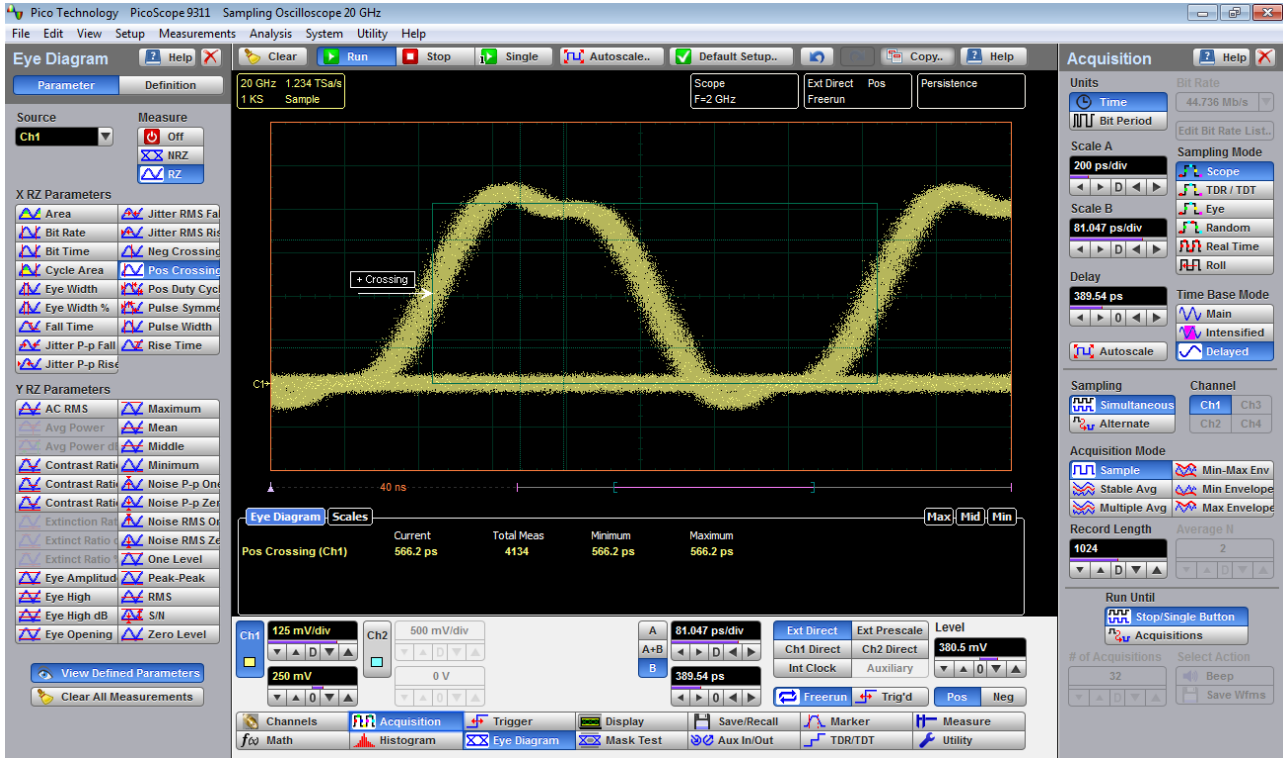 Pico Technology PicoScope 9311 Sampling Oscilloscope 20 GHz
File Edit View Setup Measurements Analysis System Utility Help
Eye Diagram Help
Parameter Definition
Source Measure
Ch1 Off
NRZ
RZ
X RZ Parameters
Area Jitter RMS Fal
Bit Rate Jitter RMS Ris
Bit Time Neg Crossing
Cycle Area Pos Crossing
Eye Width Pos Duty Cycl
Eye Width % Pulse Symme
Fall Time Pulse Width
Jitter P-p Fall Rise Time
Jitter P-p Rise
Y RZ Parameters
AC RMS Maximum
Avg Power Mean
Avg Power dB Middle
Contrast Rati Minimum
Contrast Rati Noise P-p One
Contrast Rati Noise P-p Zer
Extinction Rat Noise RMS On
Extinct Ratio Noise RMS Ze
Extinct Ratio One Level
Eye Amplitud Peak-Peak
Eye High RMS
Eye High dB S/N
Eye Opening Zero Level
View Defined Parameters
Clear All Measurements
Clear Run Stop Single Autoscale.. Default Setup.. Copy.. Help
20 GHz 1.234 TSa/s
1 KS Sample
Scope
F=2 GHz
Ext Direct Pos
Freerun
Persistence
+ Crossing
C1
40 ns
Eye Diagram Scales Max Mid Min
Current Total Meas Minimum Maximum
Pos Crossing (Ch1) 566.2 ps 4134 566.2 ps 566.2 ps
Ch1 125 mV/div Ch2 500 mV/div
D D
250 mV 0 V
0 0
A 81.047 ps/div
A+B D
B 389.54 ps
0
Ext Direct Ext Prescale Level
Ch1 Direct Ch2 Direct 380.5 mV
Int Clock Auxiliary 0
Freerun Trig'd Pos Neg
Channels Acquisition Trigger Display Save/Recall Marker Measure
f(x) Math Histogram Eye Diagram Mask Test Aux In/Out TDR/TDT Utility
Acquisition Help
Units Bit Rate
Time 44.736 Mb/s
Bit Period Edit Bit Rate List..
Scale A Sampling Mode
200 ps/div Scope
D TDR / TDT
Scale B Eye
81.047 ps/div Random
D Real Time
Roll
Delay
389.54 ps Time Base Mode
0 Main
Intensified
Autoscale Delayed
Sampling Channel
Simultaneous Ch1 Ch3
Alternate Ch2 Ch4
Acquisition Mode
Sample Min-Max Env
Stable Avg Min Envelope
Multiple Avg Max Envelope
Record Length Average N
1024 2
D D
Run Until
Stop/Single Button
Acquisitions
# of Acquisitions Select Action
32 Beep
0 Save Wfms